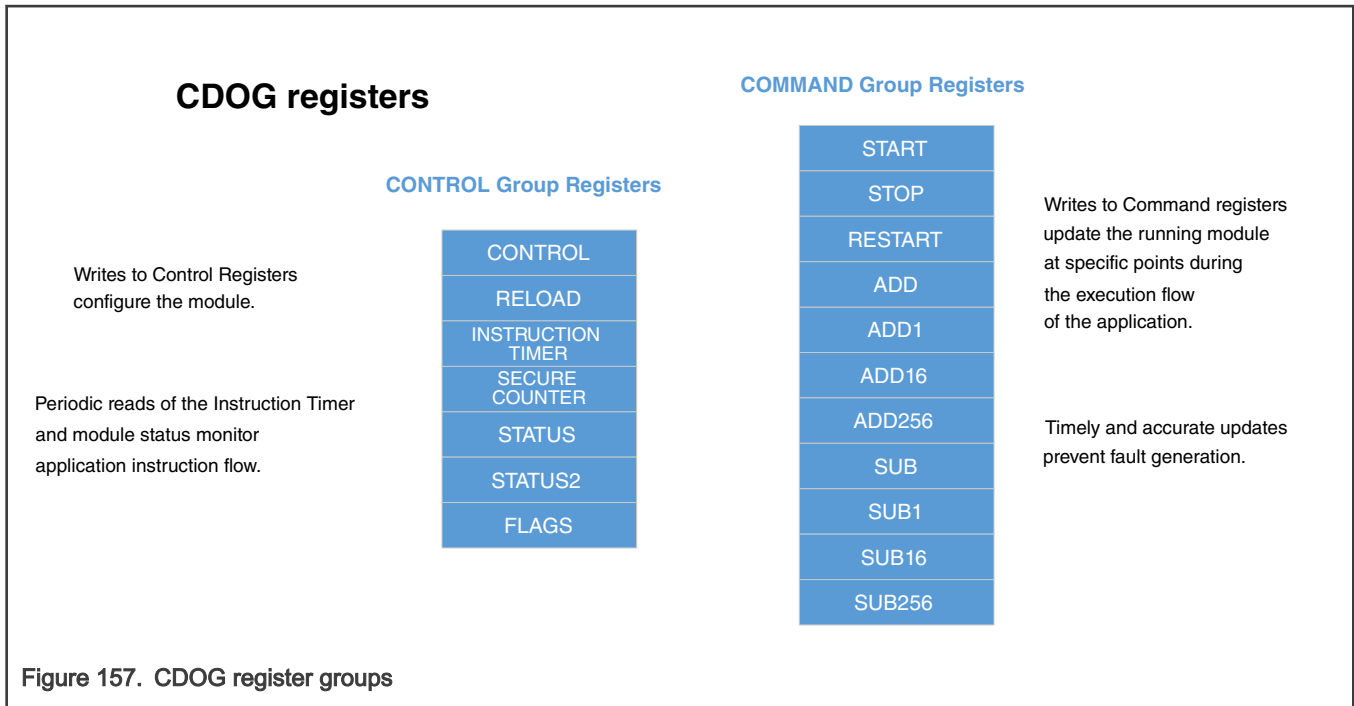 CDOG registers
CONTROL Group Registers
Writes to Control Registers
configure the module.
Periodic reads of the Instruction Timer
and module status monitor
application instruction flow.
CONTROL
RELOAD
INSTRUCTION
TIMER
SECURE
COUNTER
STATUS
STATUS2
FLAGS
COMMAND Group Registers
START
STOP
RESTART
ADD
ADD1
ADD16
ADD256
SUB
SUB1
SUB16
SUB256
Writes to Command registers
update the running module
at specific points during
the execution flow
of the application.
Timely and accurate updates
prevent fault generation.
Figure 157. CDOG register groups